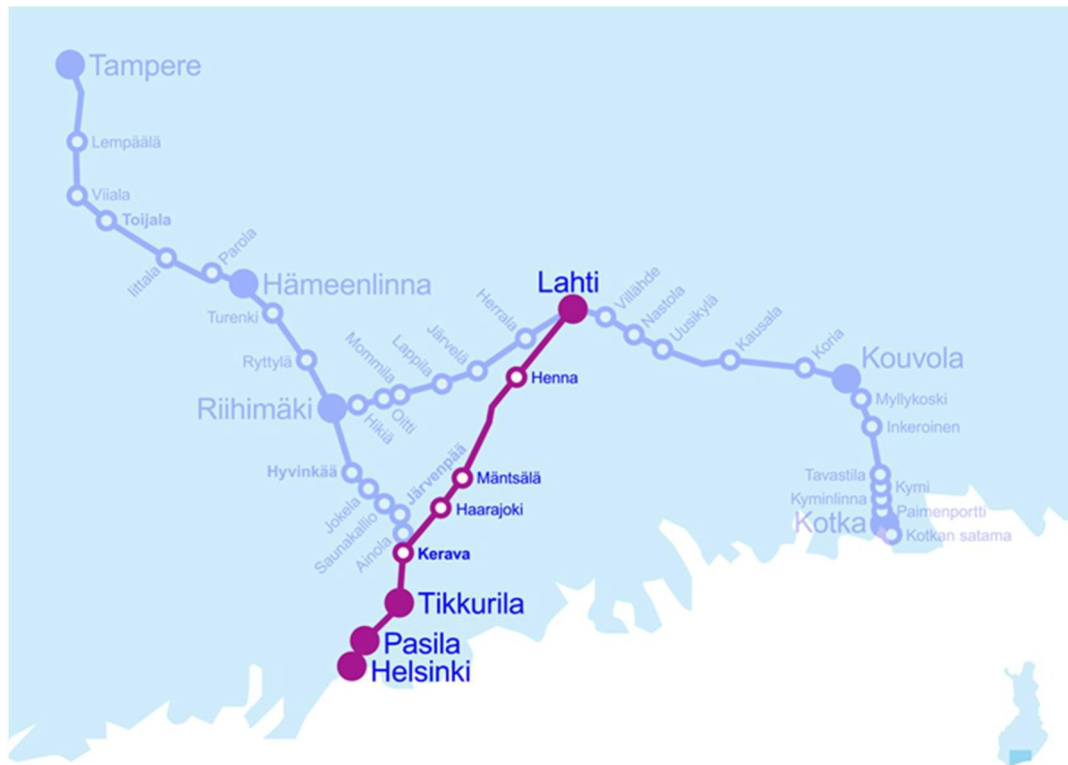 Tampere
Lempäälä
Viiala
Toijala
Iittala
Parola
Hämeenlinna
Turenki
Ryttylä
Riihimäki
Hikiä
Oitti
Mommila
Lappila
Järvelä
Herrala
Lahti
Villähde
Nastola
Uusikylä
Kausala
Koria
Kouvola
Myllykoski
Inkeroinen
Tavastila
Kymi
Kyminlinna
Paimenportti
Kotka
Kotkan satama
Henna
Mäntsälä
Haarajoki
Hyvinkää
Jokela
Saunakallio
Järvenpää
Ainola
Kerava
Tikkurila
Pasila
Helsinki